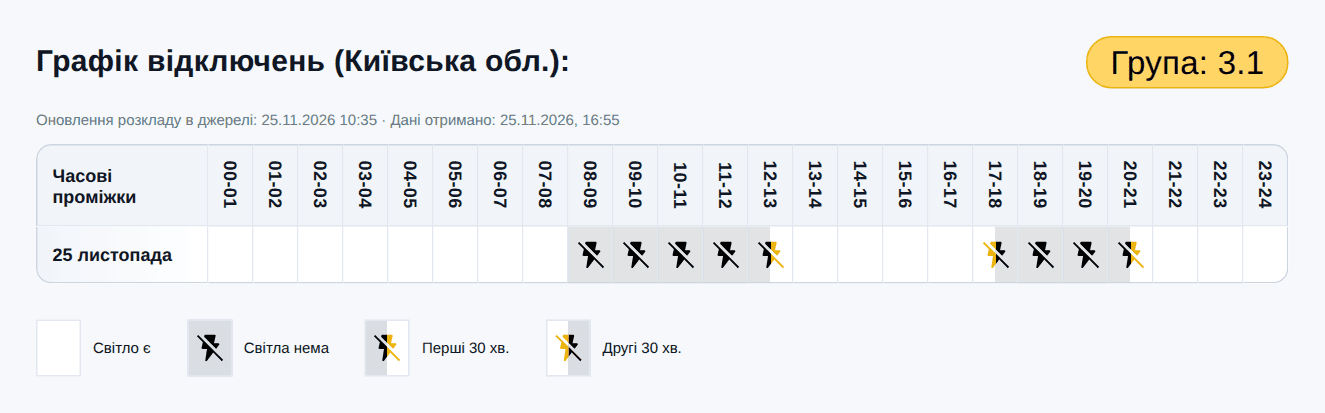 Графік відключень (Київська обл.):
Група: 3.1
Оновлення розкладу в джерелі: 25.11.2026 10:35 · Дані отримано: 25.11.2026, 16:55
Часові
проміжки
00-01
01-02
02-03
03-04
04-05
05-06
06-07
07-08
08-09
09-10
10-11
11-12
12-13
13-14
14-15
15-16
16-17
17-18
18-19
19-20
20-21
21-22
22-23
23-24
25 листопада
Світло є
Світла нема
Перші 30 хв.
Другі 30 хв.